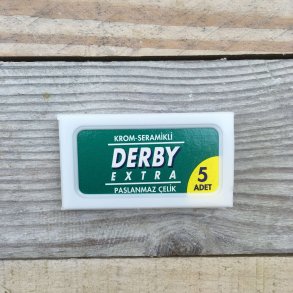 KROM-SERAMİKLİ
DERBY
EXTRA
PASLANMAZ ÇELİK
5
ADET